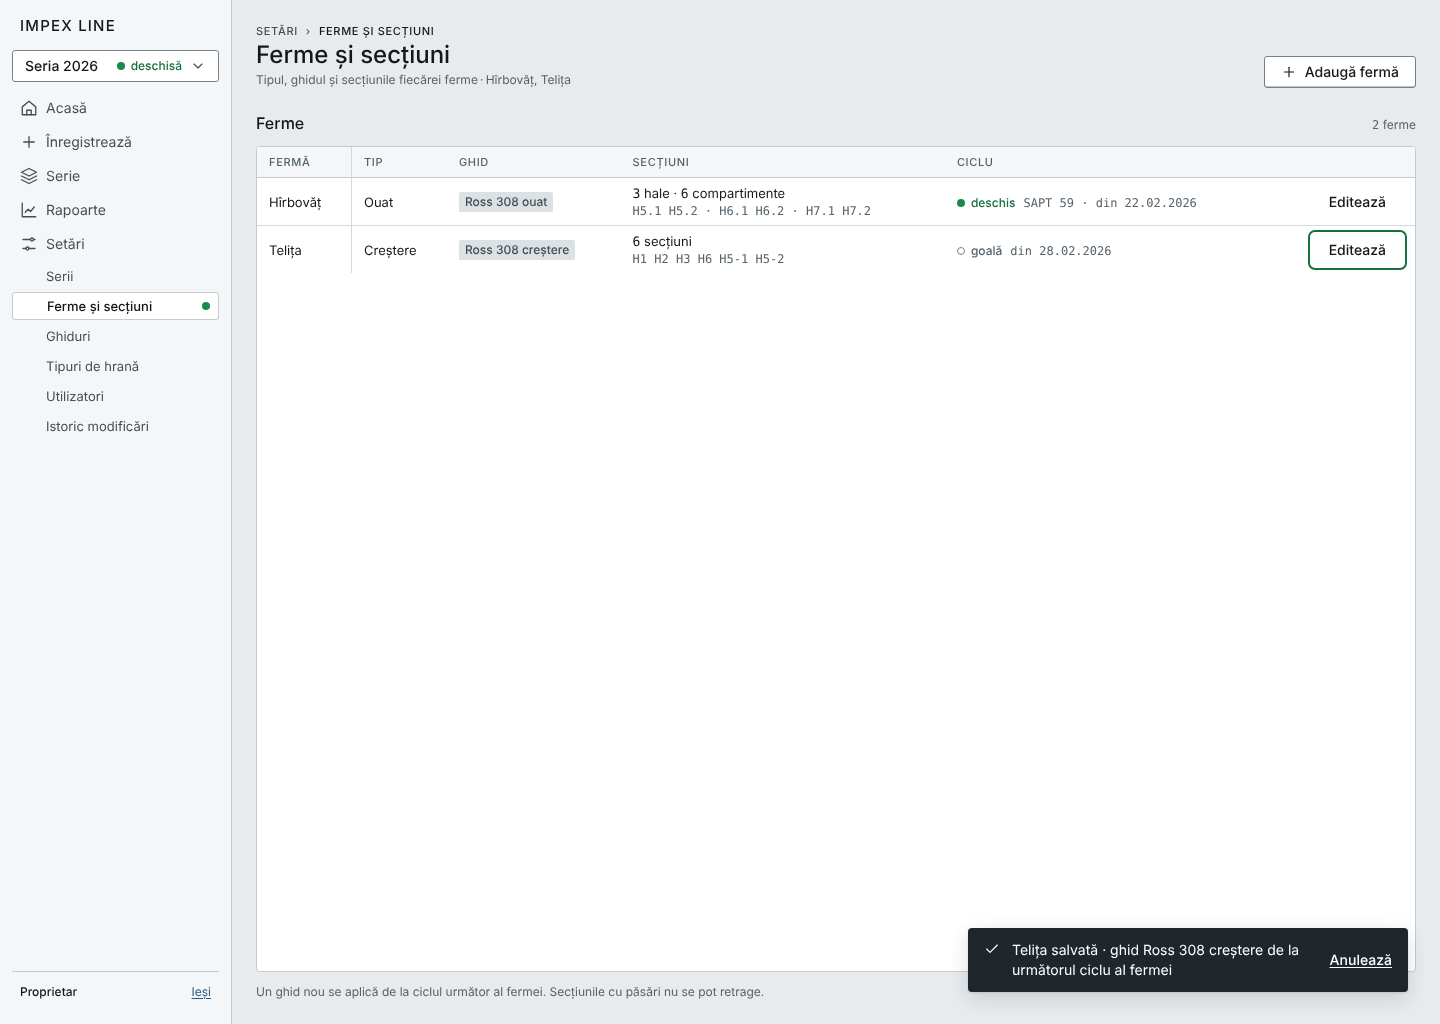 IMPEX LINE
Seria 2026 deschisă
Acasă
Înregistrează
Serie
Rapoarte
Setări
Serii
Ferme și secțiuni
Ghiduri
Tipuri de hrană
Utilizatori
Istoric modificări
Proprietar Ieși
SETĂRI › FERME ȘI SECȚIUNI
Ferme și secțiuni
Tipul, ghidul și secțiunile fiecărei ferme · Hîrbovăț, Telița
Adaugă fermă
Ferme 2 ferme
FERMĂ TIP GHID SECȚIUNI CICLU
Hîrbovăț Ouat Ross 308 ouat 3 hale · 6 compartimente deschis SAPT 59 · din 22.02.2026 Editează
H5.1 H5.2 · H6.1 H6.2 · H7.1 H7.2
Telița Creștere Ross 308 creștere 6 secțiuni goală din 28.02.2026 Editează
H1 H2 H3 H6 H5-1 H5-2
Telița salvată · ghid Ross 308 creștere de la
următorul ciclu al fermei
Anulează
Un ghid nou se aplică de la ciclul următor al fermei. Secțiunile cu păsări nu se pot retrage.